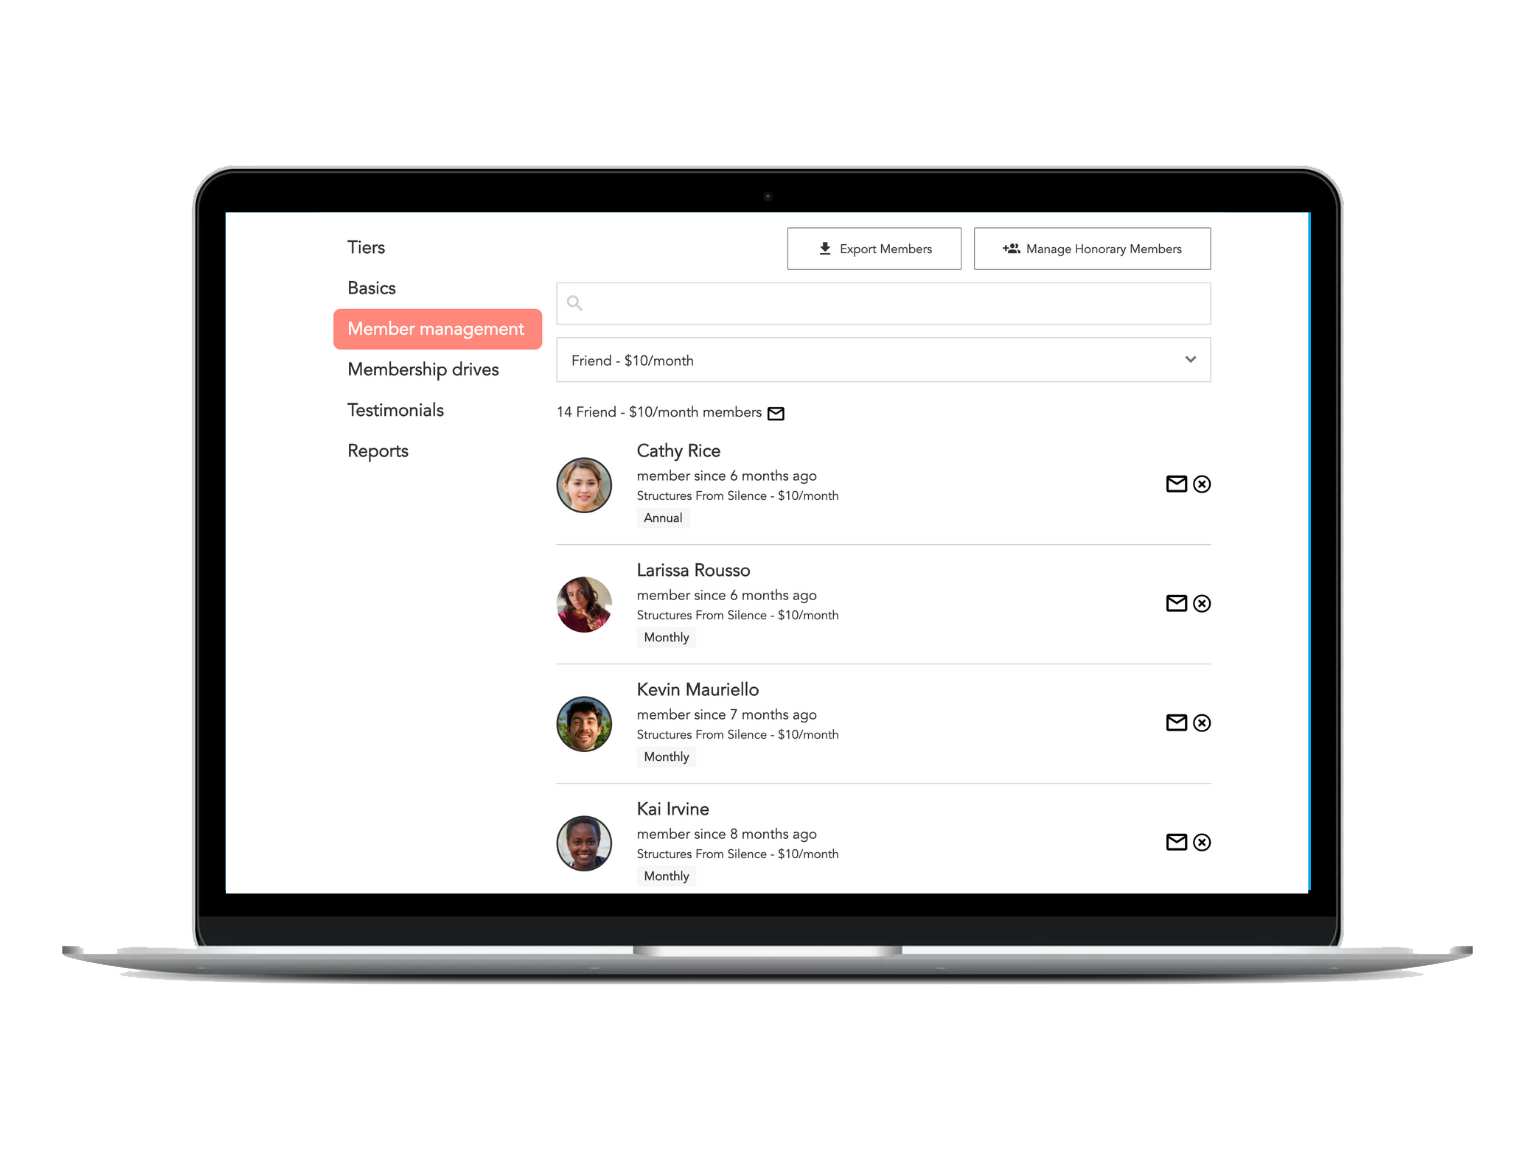 Tiers
Basics
Member management
Membership drives
Testimonials
Reports
Export Members
Manage Honorary Members
Friend - $10/month
14 Friend - $10/month members
Cathy Rice
member since 6 months ago
Structures From Silence - $10/month
Annual
Larissa Rousso
member since 6 months ago
Structures From Silence - $10/month
Monthly
Kevin Mauriello
member since 7 months ago
Structures From Silence - $10/month
Monthly
Kai Irvine
member since 8 months ago
Structures From Silence - $10/month
Monthly